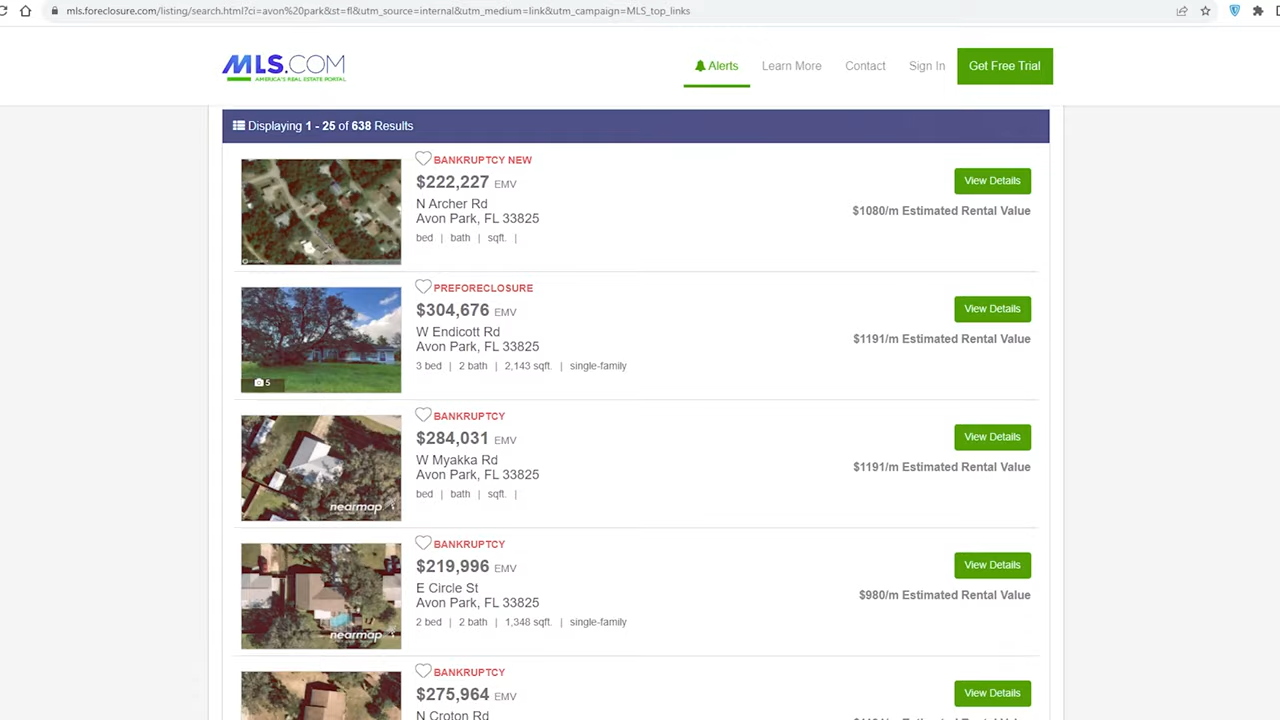 mls.foreclosure.com/listing/search.html?ci=avon%20park&st=fl&utm_source=internal&utm_medium=link&utm_campaign=MLS_top_links
MLS.COM
AMERICA'S REAL ESTATE PORTAL
Alerts
Learn More
Contact
Sign In
Get Free Trial
Displaying 1 - 25 of 638 Results
BANKRUPTCY NEW
$222,227 EMV
N Archer Rd
Avon Park, FL 33825
bed | bath | sqft. |
View Details
$1080/m Estimated Rental Value
PREFORECLOSURE
$304,676 EMV
W Endicott Rd
Avon Park, FL 33825
3 bed | 2 bath | 2,143 sqft. | single-family
5
View Details
$1191/m Estimated Rental Value
BANKRUPTCY
$284,031 EMV
W Myakka Rd
Avon Park, FL 33825
bed | bath | sqft. |
nearmap
View Details
$1191/m Estimated Rental Value
BANKRUPTCY
$219,996 EMV
E Circle St
Avon Park, FL 33825
2 bed | 2 bath | 1,348 sqft. | single-family
nearmap
View Details
$980/m Estimated Rental Value
BANKRUPTCY
$275,964 EMV
N Croton Rd
View Details
Estimated Rental Value